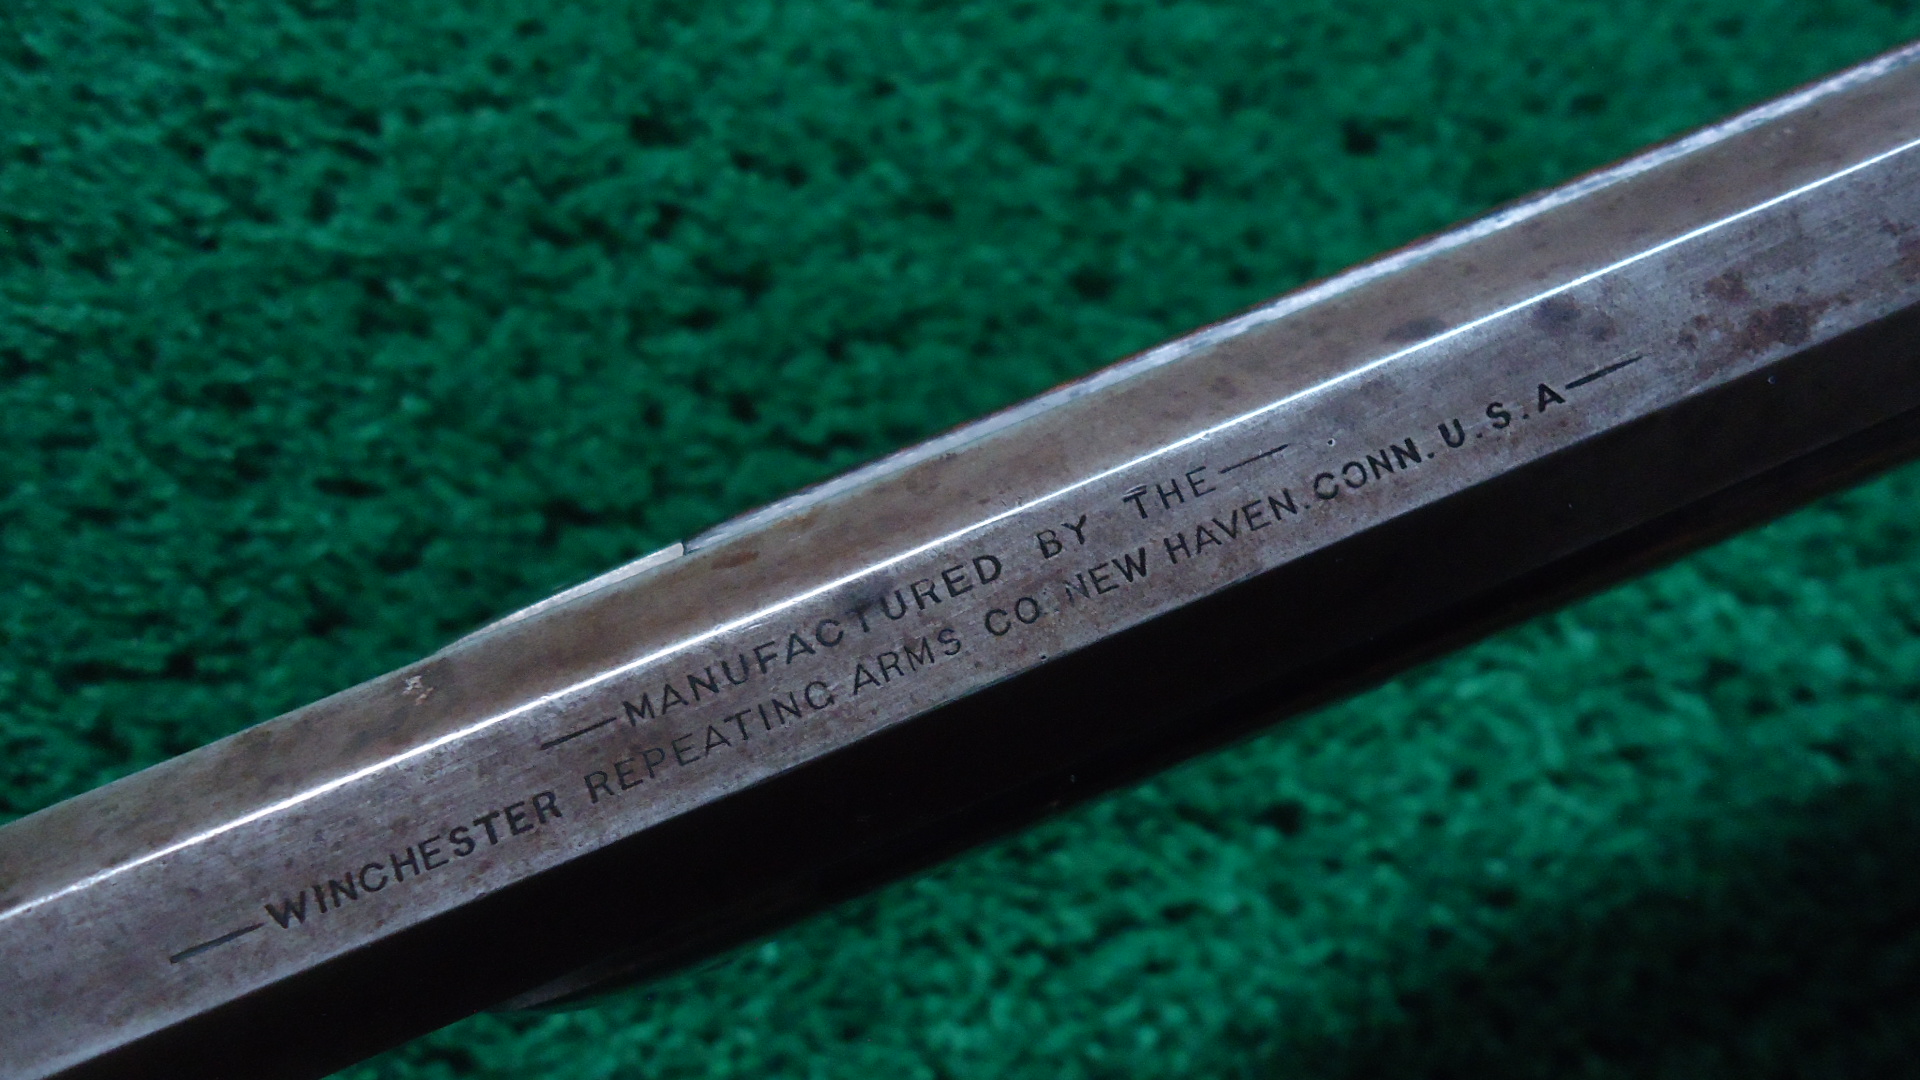 —MANUFACTURED BY THE—
—WINCHESTER REPEATING ARMS CO. NEW HAVEN. CONN. U.S.A—